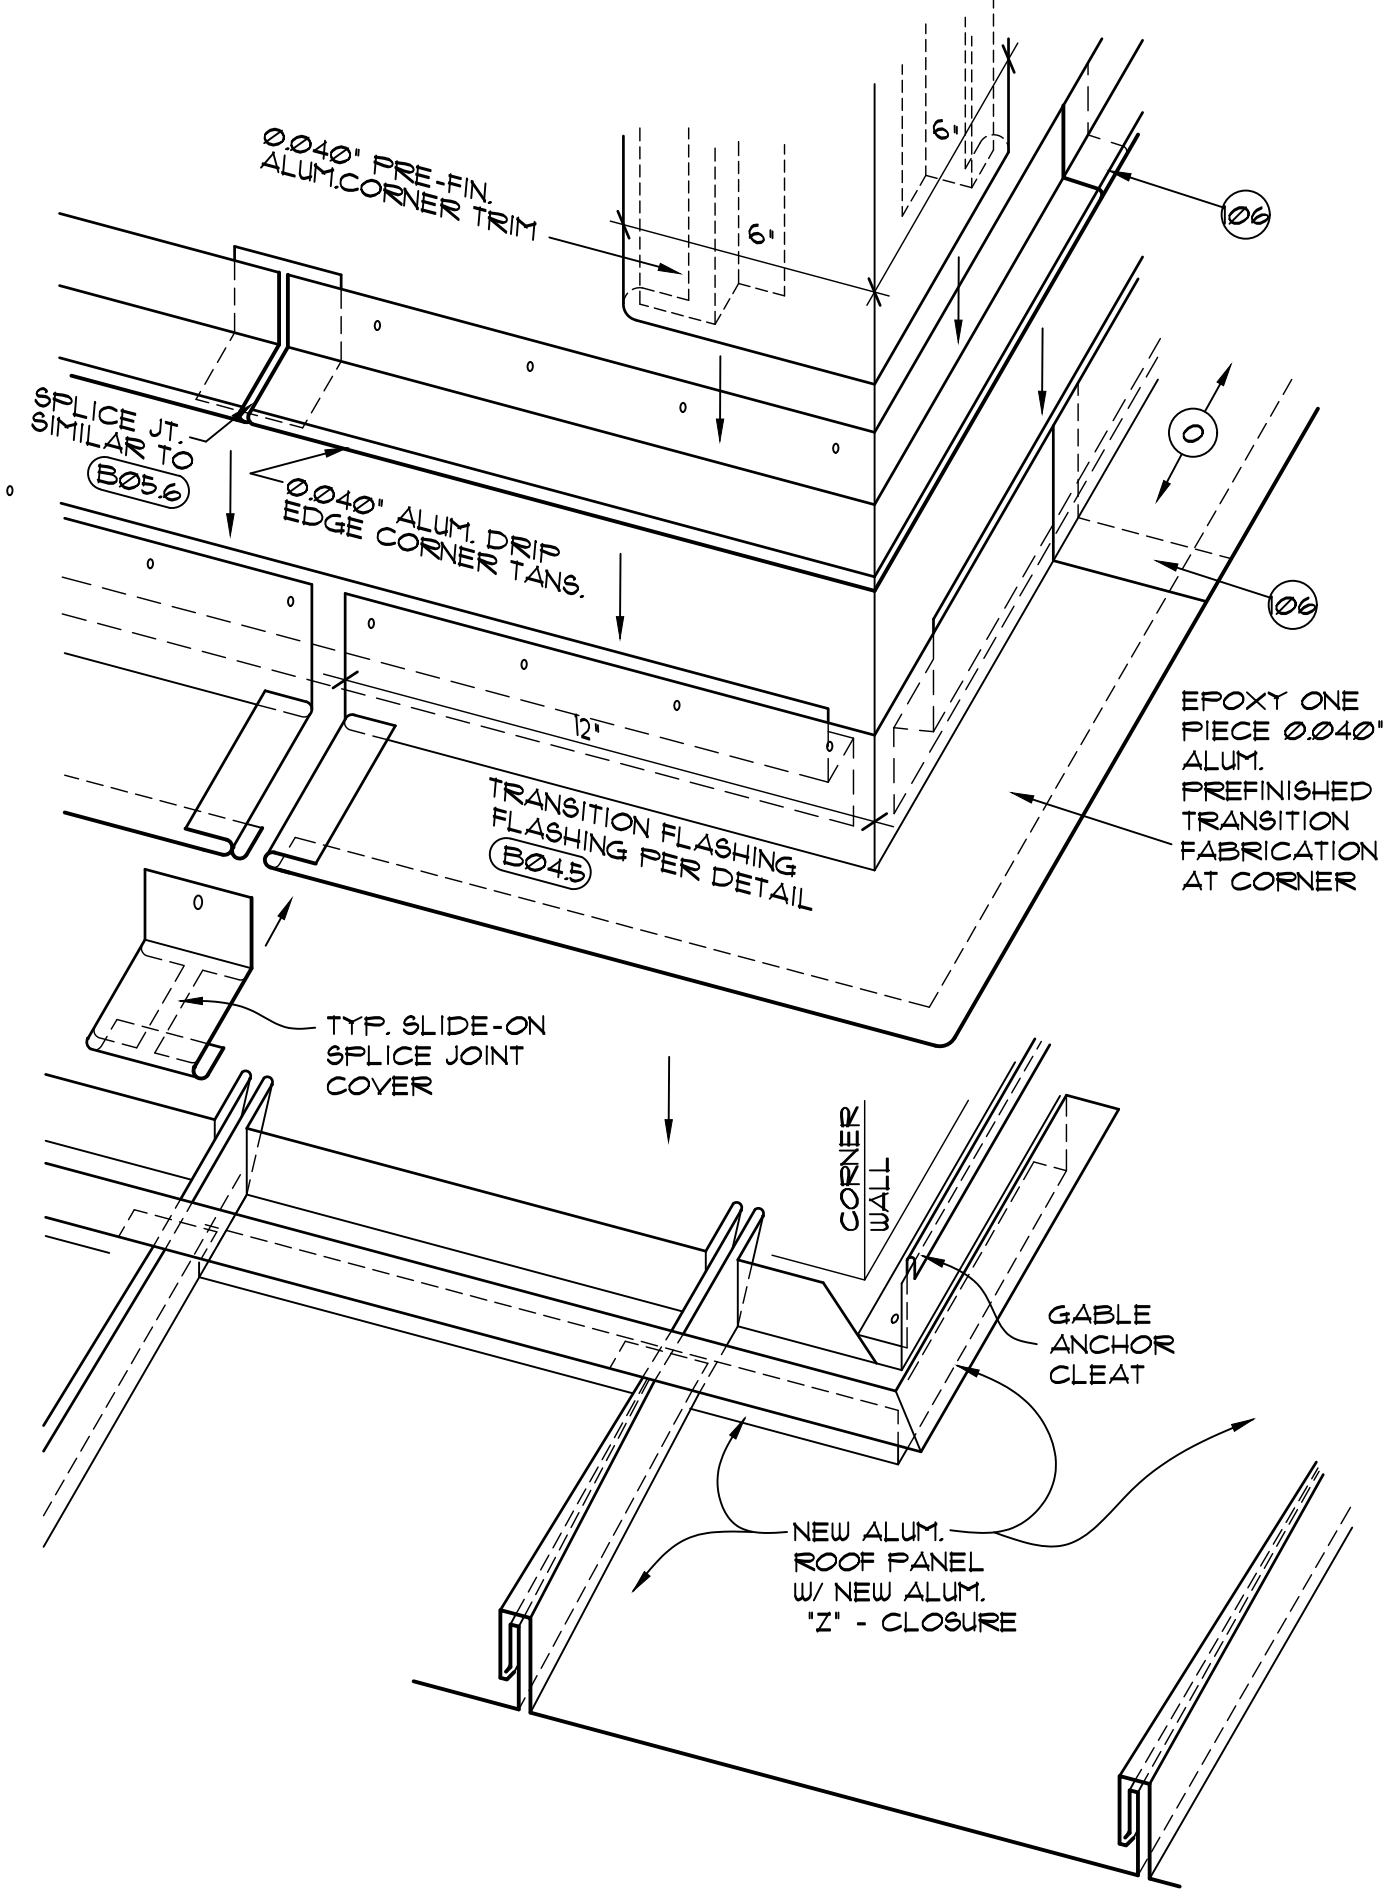 6"
0.040" PRE-FIN.
ALUM.CORNER TRIM
6"
106
SPLICE JT.
SIMILAR TO
B05.6
0
0.040" ALUM. DRIP
EDGE CORNER TANS.
106
EPOXY ONE
PIECE 0.040"
ALUM.
PREFINISHED
TRANSITION
FABRICATION
AT CORNER
12"
TRANSITION FLASHING
FLASHING PER DETAIL
B04.5
TYP. SLIDE-ON
SPLICE JOINT
COVER
CORNER
WALL
GABLE
ANCHOR
CLEAT
NEW ALUM.
ROOF PANEL
W/ NEW ALUM.
"Z" - CLOSURE